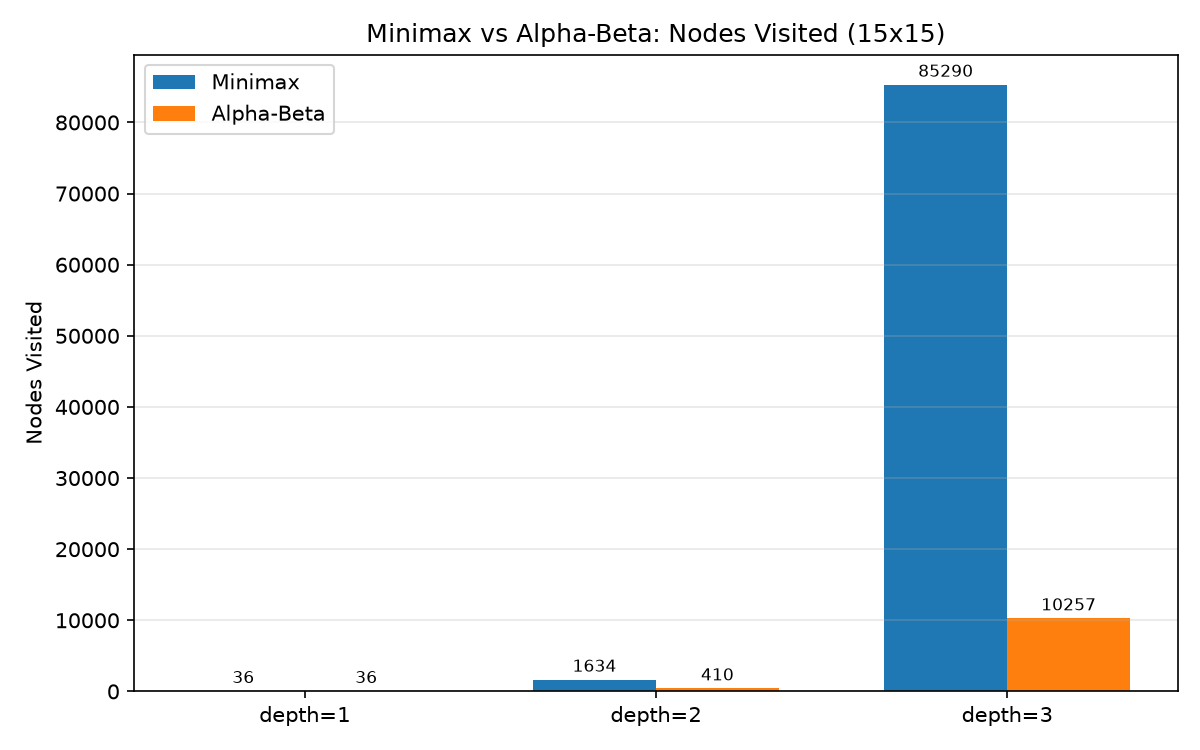 Minimax vs Alpha-Beta: Nodes Visited (15x15)
Minimax
Alpha-Beta
Nodes Visited
80000
70000
60000
50000
40000
30000
20000
10000
0
36
36
1634
410
85290
10257
depth=1
depth=2
depth=3